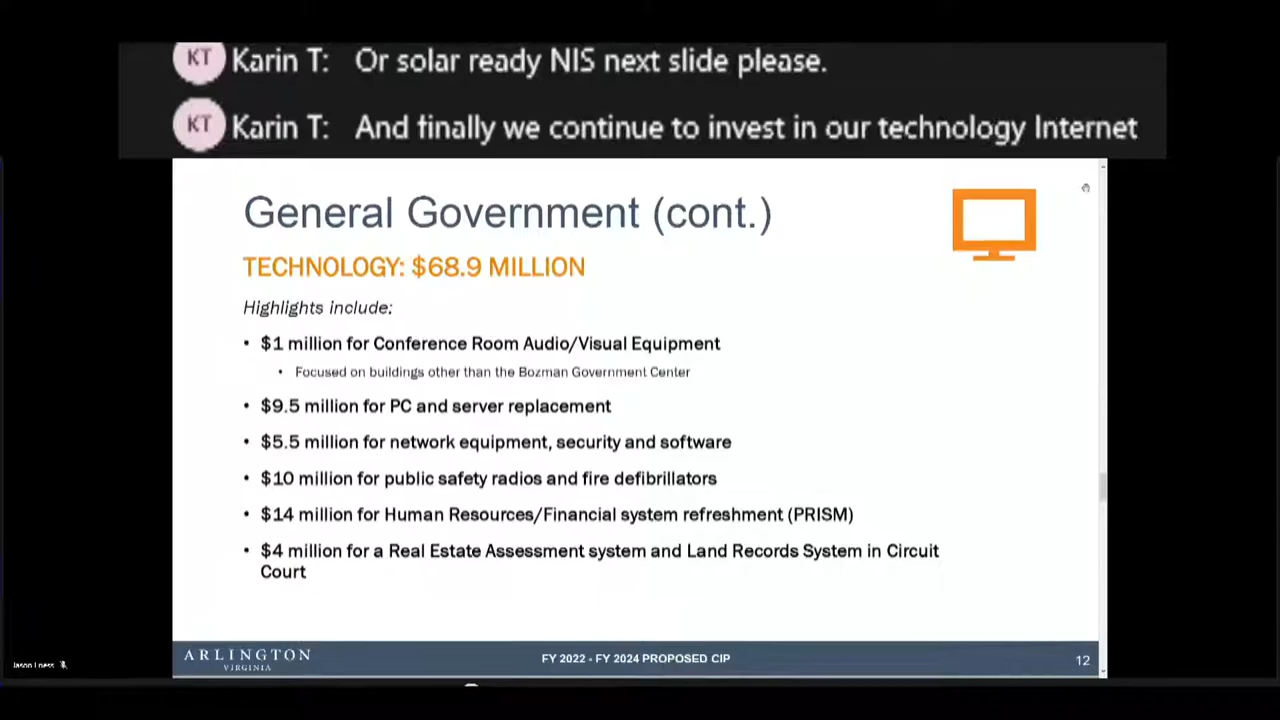 KT Karin T: Or solar ready NIS next slide please.
KT Karin T: And finally we continue to invest in our technology Internet
General Government (cont.)
TECHNOLOGY: $68.9 MILLION
Highlights include:
• $1 million for Conference Room Audio/Visual Equipment
• Focused on buildings other than the Bozman Government Center
• $9.5 million for PC and server replacement
• $5.5 million for network equipment, security and software
• $10 million for public safety radios and fire defibrillators
• $14 million for Human Resources/Financial system refreshment (PRISM)
• $4 million for a Real Estate Assessment system and Land Records System in Circuit
Court
ARLINGTON
VIRGINIA
FY 2022 - FY 2024 PROPOSED CIP
12
Jason